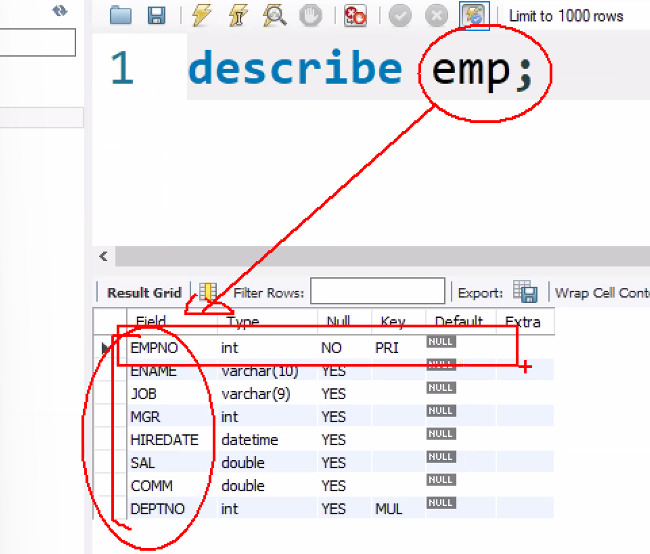 Limit to 1000 rows
1 describe emp;
Result Grid Filter Rows: Export: Wrap Cell Conte
Field Type Null Key Default Extra
EMPNO int NO PRI NULL
ENAME varchar(10) YES NULL
JOB varchar(9) YES NULL
MGR int YES NULL
HIREDATE datetime YES NULL
SAL double YES NULL
COMM double YES NULL
DEPTNO int YES MUL NULL